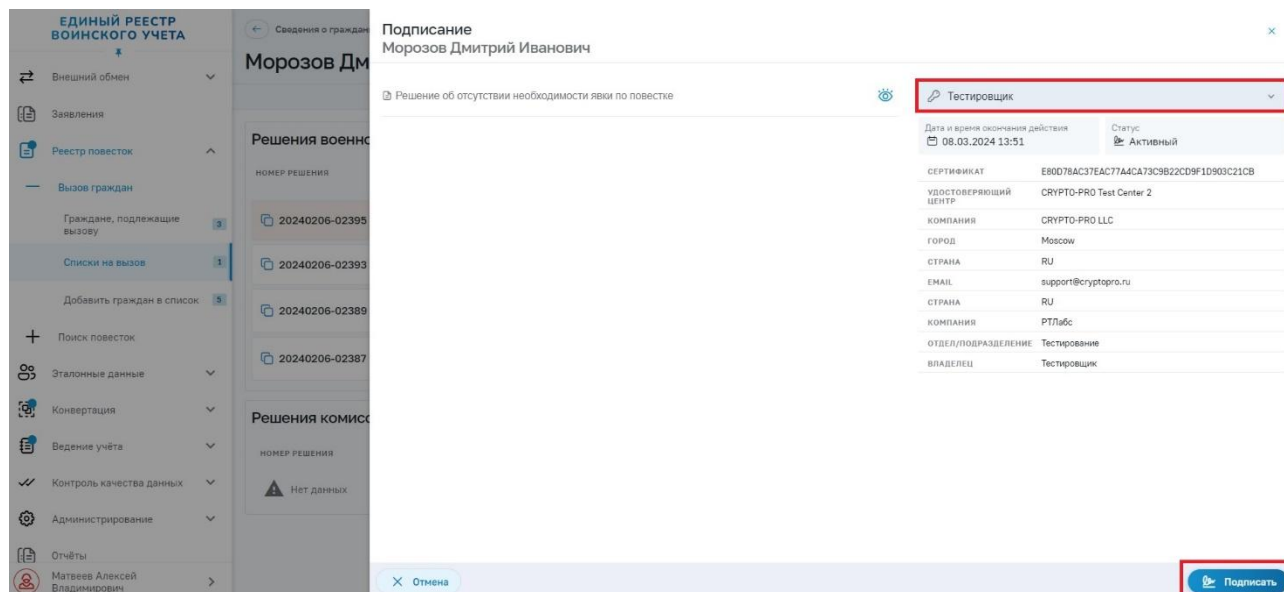 ЕДИНЫЙ РЕЕСТР
ВОИНСКОГО УЧЕТА
Внешний обмен
Заявления
Реестр повесток
Вызов граждан
Граждане, подлежащие
вызову
3
Списки на вызов
1
Добавить граждан в список
5
Поиск повесток
Эталонные данные
Конвертация
Ведение учёта
Контроль качества данных
Администрирование
Отчёты
Матвеев Алексей
Владимирович
Сведения о граждан
Морозов Дм
Решения военно
НОМЕР РЕШЕНИЯ
20240206-02395
20240206-02393
20240206-02389
20240206-02387
Решения комисс
НОМЕР РЕШЕНИЯ
Нет данных
Подписание
Морозов Дмитрий Иванович
Решение об отсутствии необходимости явки по повестке
Тестировщик
Дата и время окончания действия
08.03.2024 13:51
Статус
Активный
СЕРТИФИКАТ E80D78AC37EAC77A4CA73C9B22CD9F1D903C21CB
УДОСТОВЕРЯЮЩИЙ
ЦЕНТР
CRYPTO-PRO Test Center 2
КОМПАНИЯ CRYPTO-PRO LLC
ГОРОД Moscow
СТРАНА RU
EMAIL support@cryptopro.ru
СТРАНА RU
КОМПАНИЯ РТЛабс
ОТДЕЛ/ПОДРАЗДЕЛЕНИЕ Тестирование
ВЛАДЕЛЕЦ Тестировщик
Отмена
Подписать